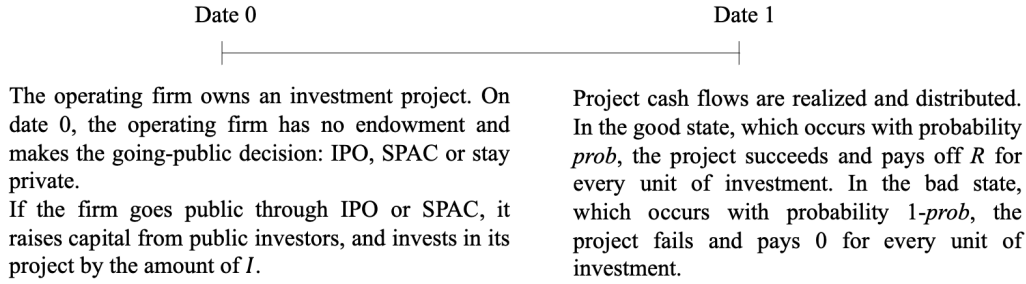 Date 0
Date 1
The operating firm owns an investment project. On
date 0, the operating firm has no endowment and
makes the going-public decision: IPO, SPAC or stay
private.
If the firm goes public through IPO or SPAC, it
raises capital from public investors, and invests in its
project by the amount of I.
Project cash flows are realized and distributed.
In the good state, which occurs with probability
prob, the project succeeds and pays off R for
every unit of investment. In the bad state,
which occurs with probability 1-prob, the
project fails and pays 0 for every unit of
investment.